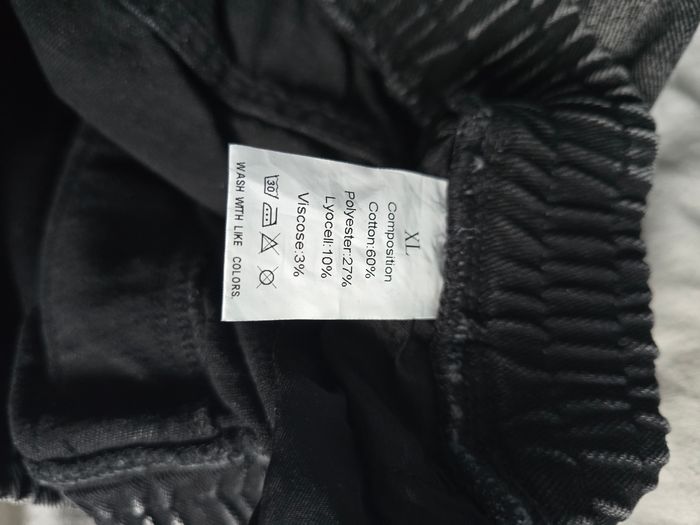 XL
Composition
Cotton:60%
Polyester:27%
Lyocell:10%
Viscose:3%
30
WASH WITH LIKE COLORS.